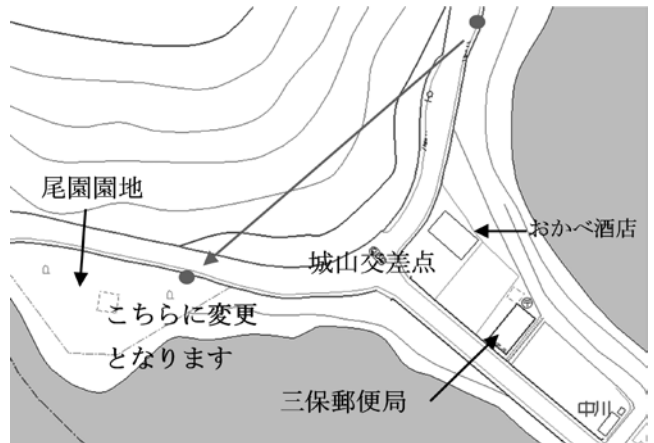 尾園園地
おかべ酒店
城山交差点
こちらに変更
となります
三保郵便局
中川